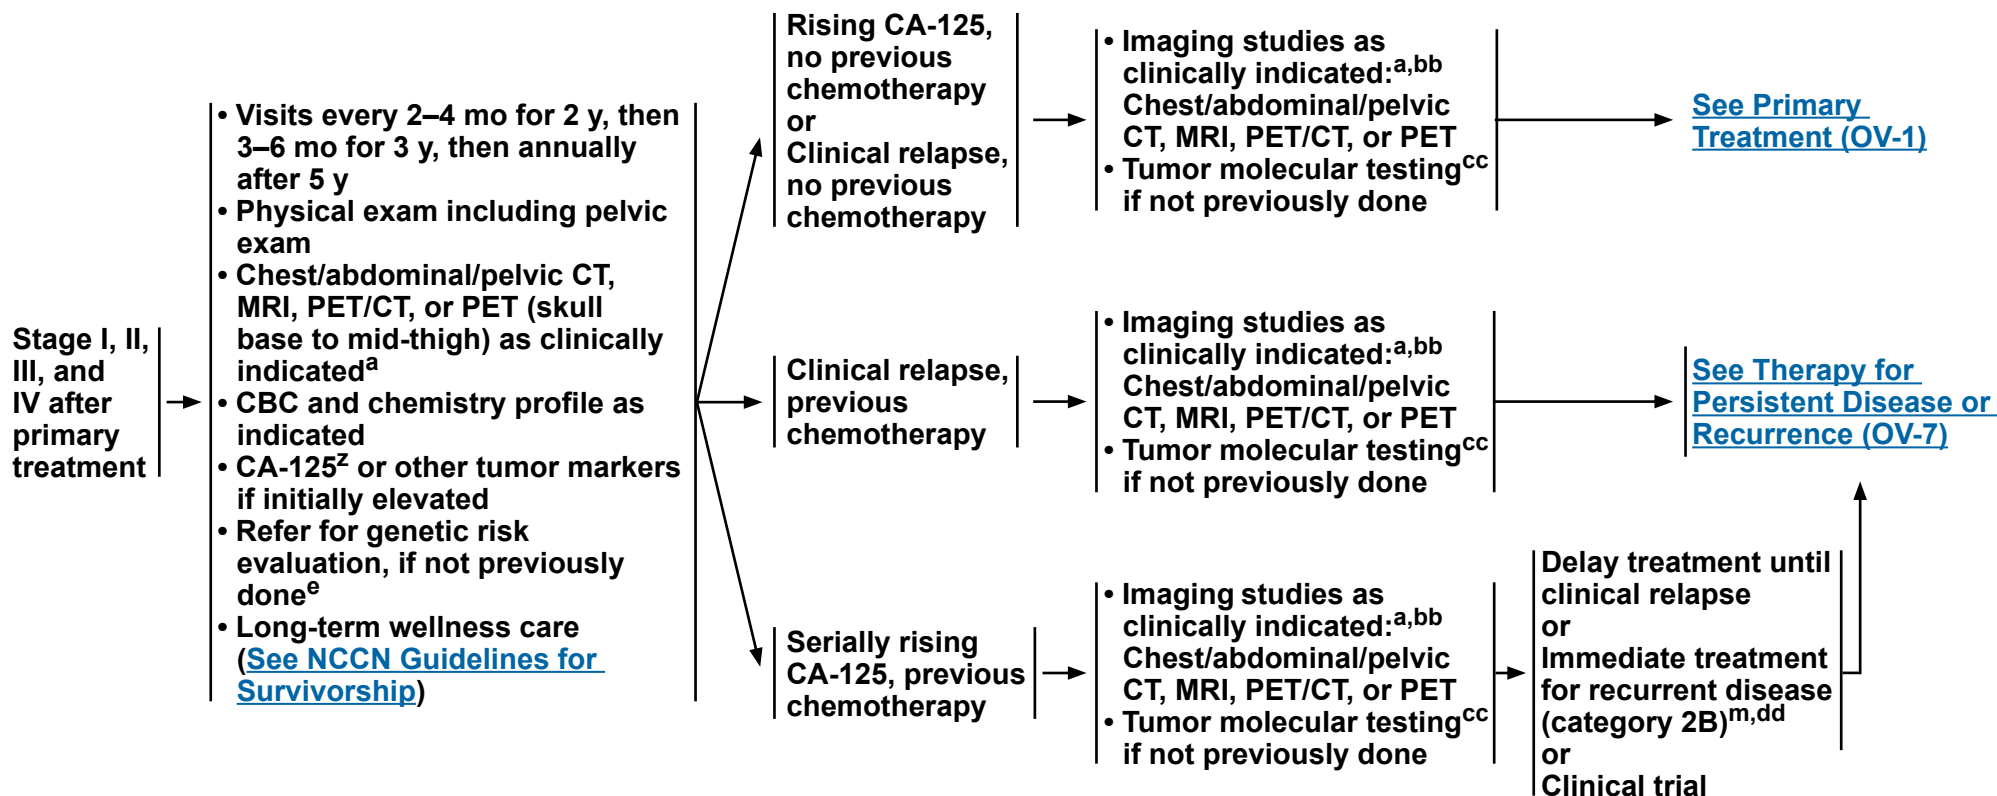 Stage I, II,
III, and
IV after
primary
treatment
• Visits every 2–4 mo for 2 y, then
3–6 mo for 3 y, then annually
after 5 y
• Physical exam including pelvic
exam
• Chest/abdominal/pelvic CT,
MRI, PET/CT, or PET (skull
base to mid-thigh) as clinically
indicatedᵃ
• CBC and chemistry profile as
indicated
• CA-125ᶻ or other tumor markers
if initially elevated
• Refer for genetic risk
evaluation, if not previously
doneᵉ
• Long-term wellness care
(See NCCN Guidelines for
Survivorship)
Rising CA-125,
no previous
chemotherapy
or
Clinical relapse,
no previous
chemotherapy
• Imaging studies as
clinically indicated:ᵃ,ᵇᵇ
Chest/abdominal/pelvic
CT, MRI, PET/CT, or PET
• Tumor molecular testingᶜᶜ
if not previously done
See Primary
Treatment (OV-1)
Clinical relapse,
previous
chemotherapy
• Imaging studies as
clinically indicated:ᵃ,ᵇᵇ
Chest/abdominal/pelvic
CT, MRI, PET/CT, or PET
• Tumor molecular testingᶜᶜ
if not previously done
See Therapy for
Persistent Disease or
Recurrence (OV-7)
Serially rising
CA-125, previous
chemotherapy
• Imaging studies as
clinically indicated:ᵃ,ᵇᵇ
Chest/abdominal/pelvic
CT, MRI, PET/CT, or PET
• Tumor molecular testingᶜᶜ
if not previously done
Delay treatment until
clinical relapse
or
Immediate treatment
for recurrent disease
(category 2B)ᵐ,ᵈᵈ
or
Clinical trial